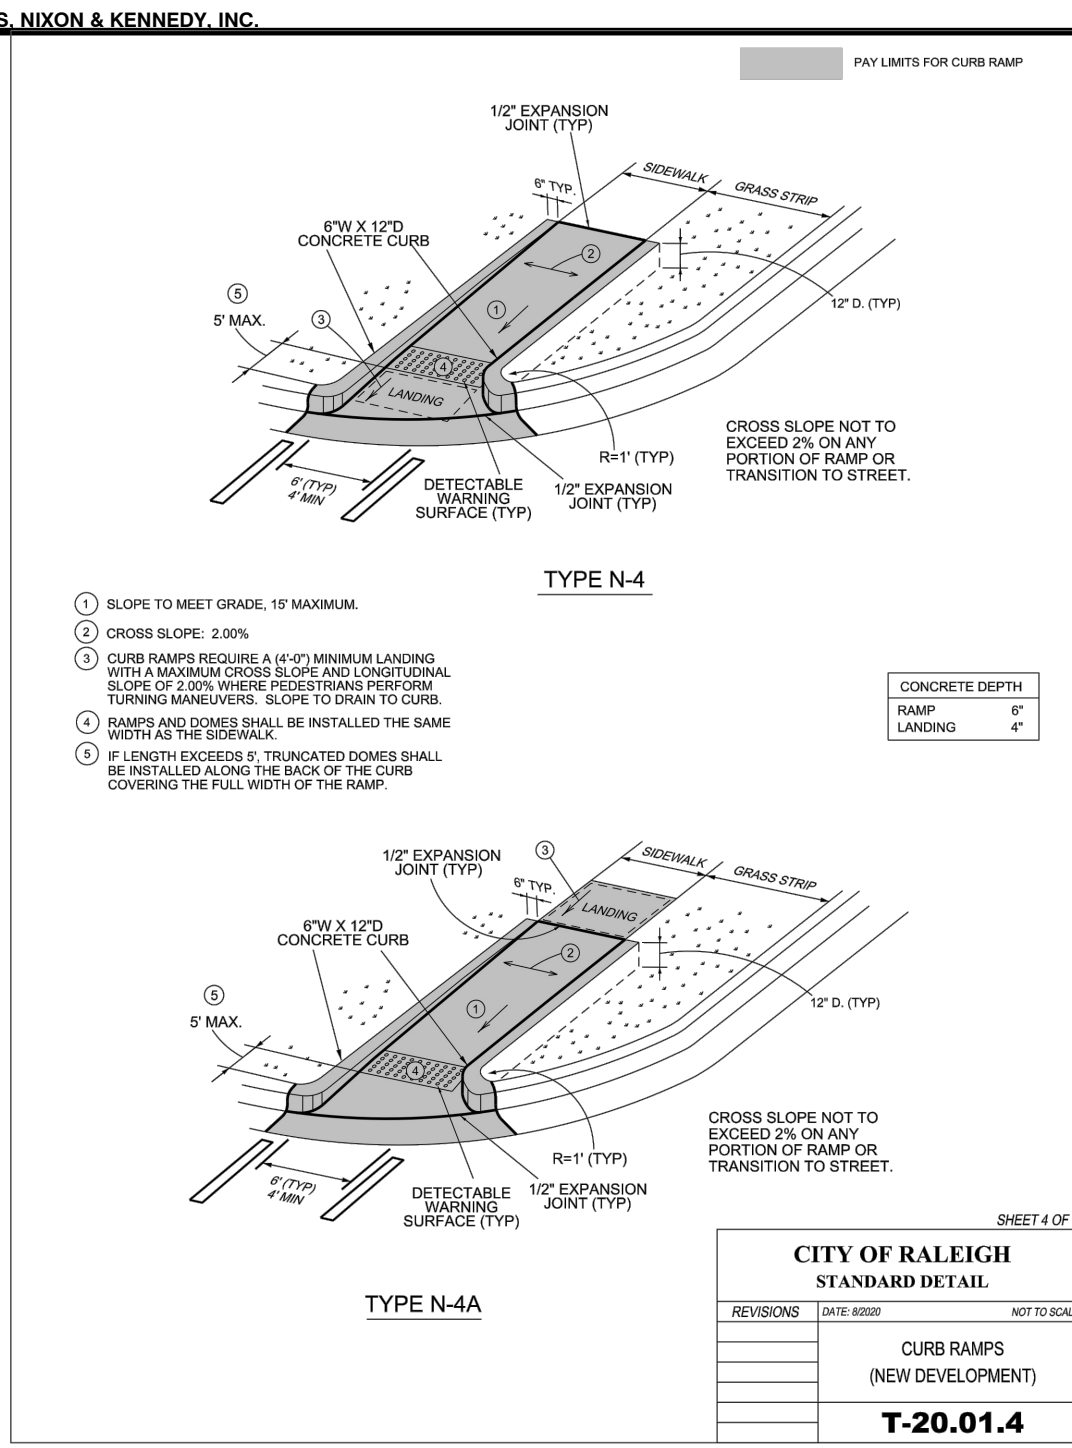 S, NIXON & KENNEDY, INC.
PAY LIMITS FOR CURB RAMP
1/2" EXPANSION
JOINT (TYP)
SIDEWALK
GRASS STRIP
6" TYP.
6"W X 12"D
CONCRETE CURB
2
5
5' MAX.
3
1
12" D. (TYP)
4
LANDING
CROSS SLOPE NOT TO
EXCEED 2% ON ANY
PORTION OF RAMP OR
TRANSITION TO STREET.
R=1' (TYP)
6' (TYP)
4' MIN
DETECTABLE
WARNING
SURFACE (TYP)
1/2" EXPANSION
JOINT (TYP)
TYPE N-4
1 SLOPE TO MEET GRADE, 15' MAXIMUM.
2 CROSS SLOPE: 2.00%
3 CURB RAMPS REQUIRE A (4'-0") MINIMUM LANDING
WITH A MAXIMUM CROSS SLOPE AND LONGITUDINAL
SLOPE OF 2.00% WHERE PEDESTRIANS PERFORM
TURNING MANEUVERS. SLOPE TO DRAIN TO CURB.
4 RAMPS AND DOMES SHALL BE INSTALLED THE SAME
WIDTH AS THE SIDEWALK.
5 IF LENGTH EXCEEDS 5', TRUNCATED DOMES SHALL
BE INSTALLED ALONG THE BACK OF THE CURB
COVERING THE FULL WIDTH OF THE RAMP.
CONCRETE DEPTH
RAMP 6"
LANDING 4"
1/2" EXPANSION
JOINT (TYP)
3
SIDEWALK
GRASS STRIP
6" TYP.
LANDING
6"W X 12"D
CONCRETE CURB
2
5
5' MAX.
1
12" D. (TYP)
4
CROSS SLOPE NOT TO
EXCEED 2% ON ANY
PORTION OF RAMP OR
TRANSITION TO STREET.
R=1' (TYP)
6' (TYP)
4' MIN
DETECTABLE
WARNING
SURFACE (TYP)
1/2" EXPANSION
JOINT (TYP)
TYPE N-4A
SHEET 4 OF
CITY OF RALEIGH
STANDARD DETAIL
REVISIONS
DATE: 8/2020 NOT TO SCAL
CURB RAMPS
(NEW DEVELOPMENT)
T-20.01.4